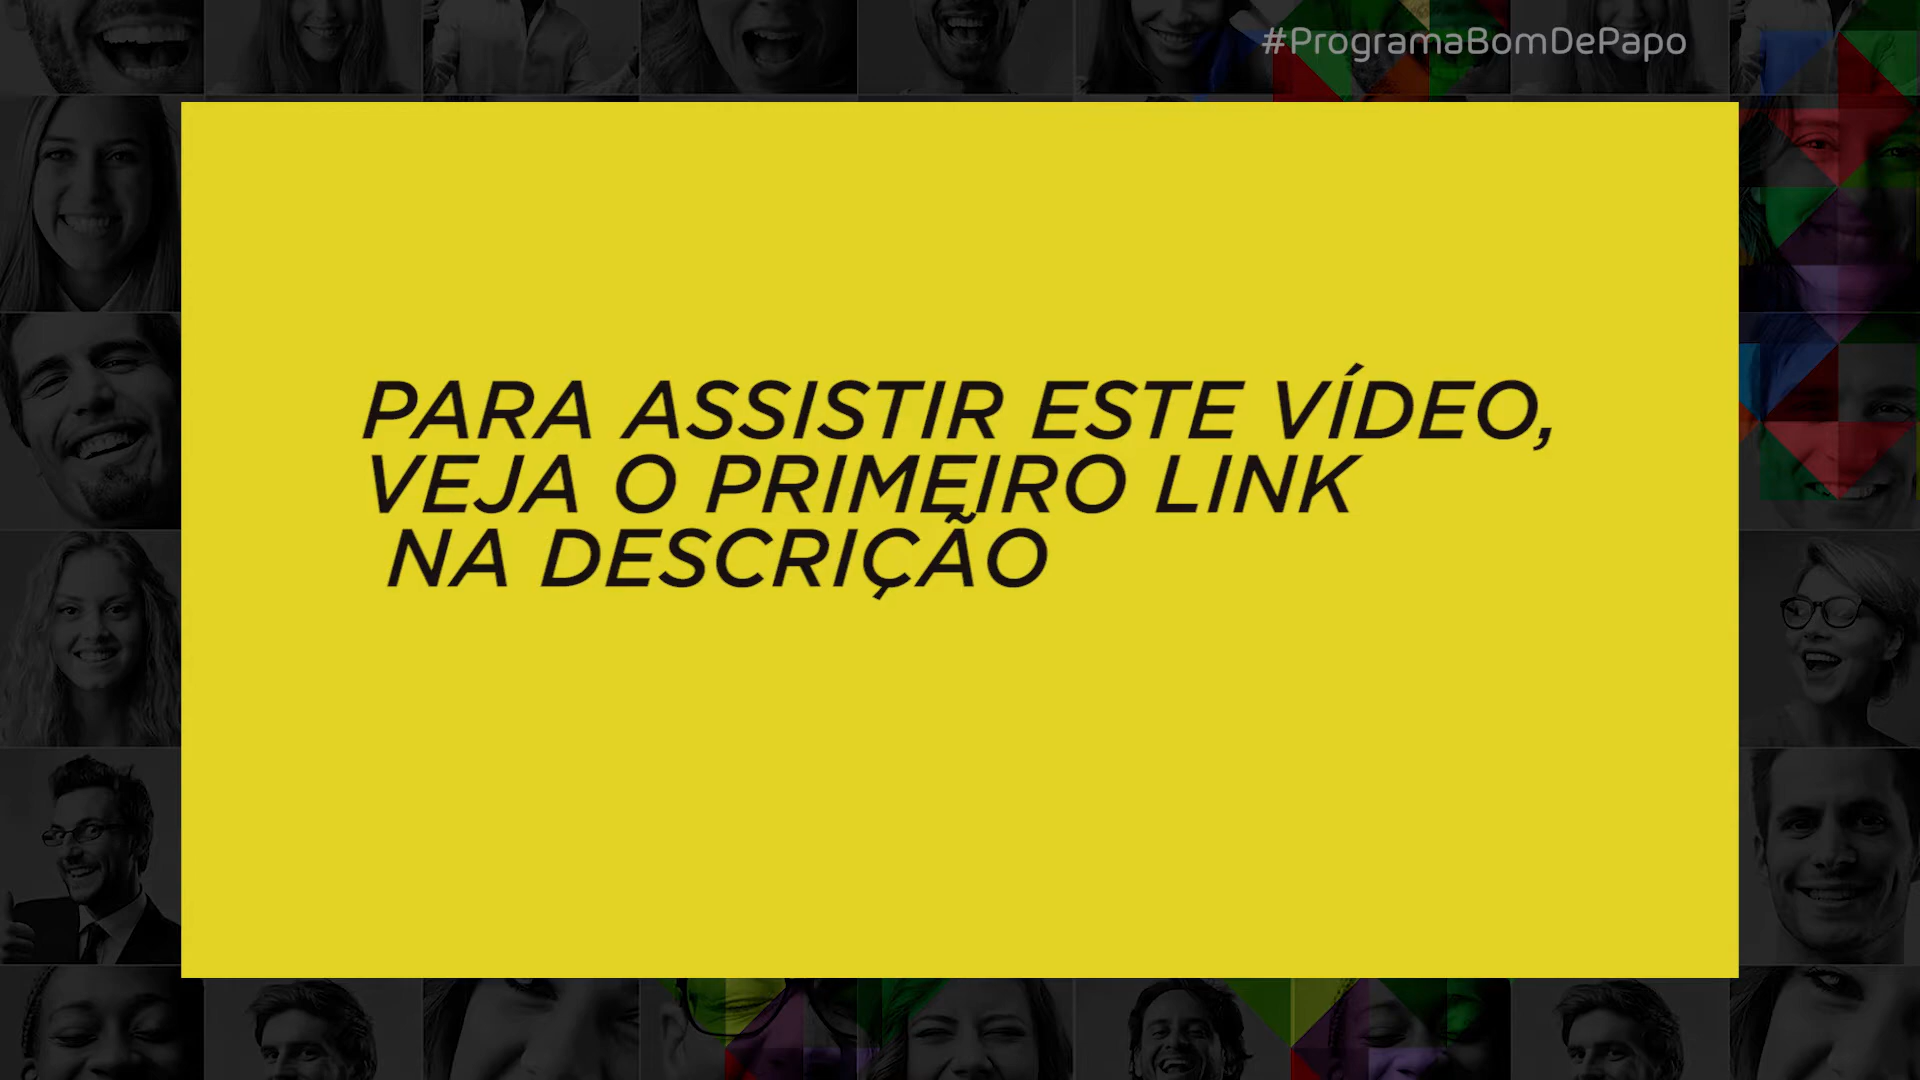 #ProgramaBomDePapo
PARA ASSISTIR ESTE VÍDEO,
VEJA O PRIMEIRO LINK
NA DESCRIÇÃO